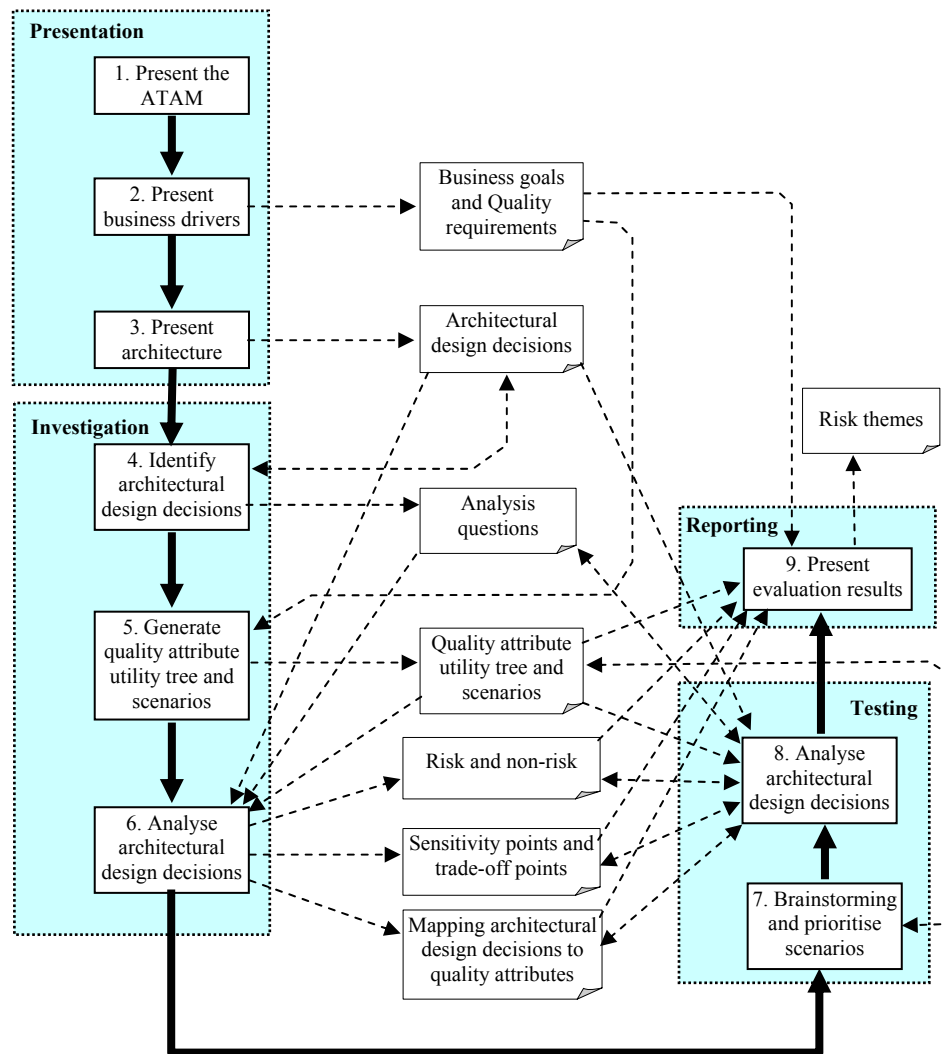 Presentation
1. Present the
ATAM
2. Present
business drivers
3. Present
architecture
Business goals
and Quality
requirements
Architectural
design decisions
Investigation
4. Identify
architectural
design decisions
Analysis
questions
5. Generate
quality attribute
utility tree and
scenarios
Quality attribute
utility tree and
scenarios
6. Analyse
architectural
design decisions
Risk and non-risk
Sensitivity points and
trade-off points
Mapping architectural
design decisions to
quality attributes
Risk themes
Reporting
9. Present
evaluation results
Testing
8. Analyse
architectural
design decisions
7. Brainstorming
and prioritise
scenarios